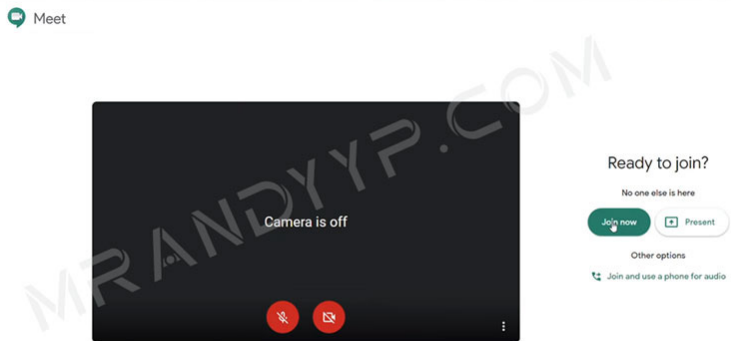 Meet
MRANDYYP.COM
Camera is off
Ready to join?
No one else is here
Join now
Present
Other options
Join and use a phone for audio